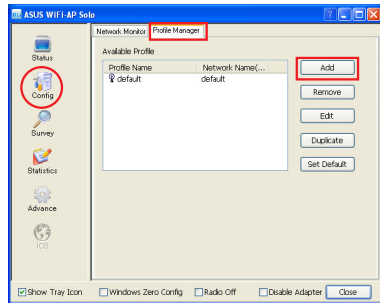 ASUS WiFi-AP Solo
Network Monitor Profile Manager
Status
Config
Survey
Statistics
Advance
ICS
Available Profile
Profile Name Network Name(...
default default
Add
Remove
Edit
Duplicate
Set Default
Show Tray Icon Windows Zero Config Radio Off Disable Adapter Close